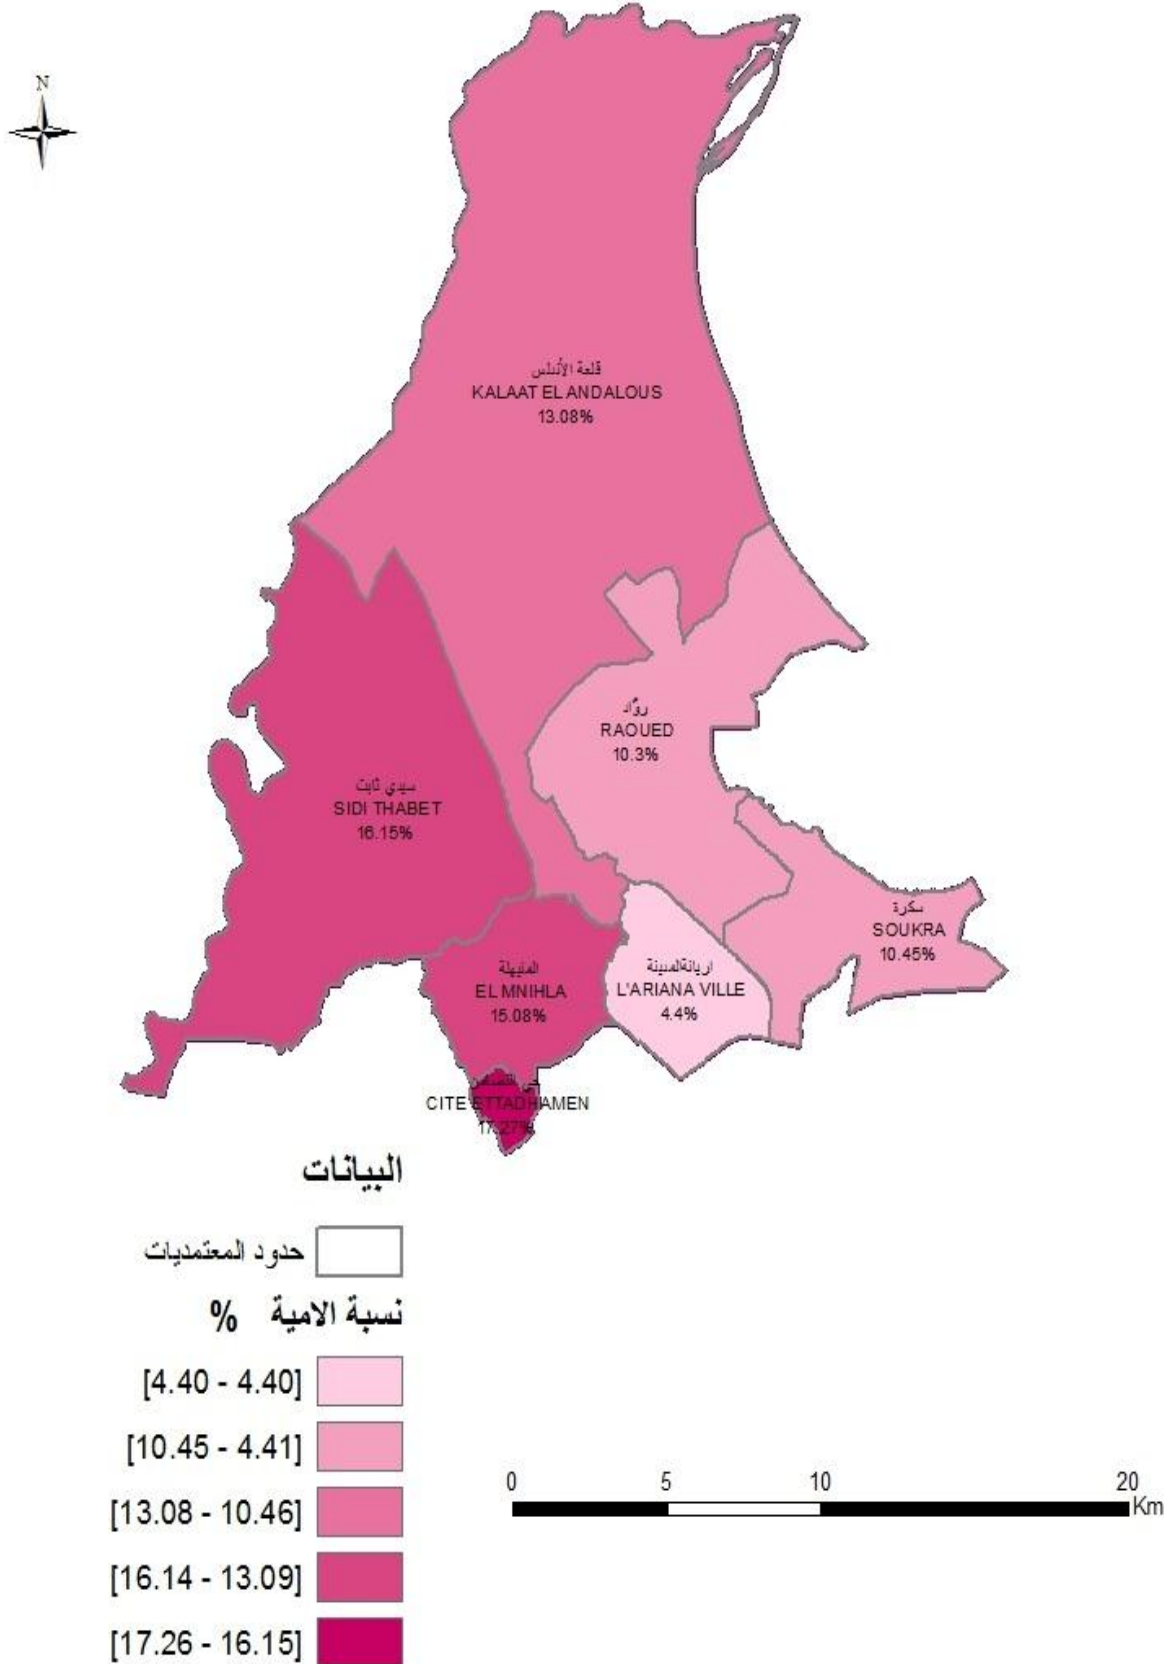 N
قلعة الأندلس
KALAAT EL ANDALOUS
13.08%
روّاد
RAOUED
10.3%
سيدي ثابت
SIDI THABET
16.15%
سكرة
SOUKRA
10.45%
المنيهلة
EL MNIHLA
15.08%
اريانةالمدينة
L'ARIANA VILLE
4.4%
CITE ETTADHAMEN
17.27%
البيانات
حدود المعتمديات
نسبة الامية %
[4.40 - 4.40]
[10.45 - 4.41]
[13.08 - 10.46]
[16.14 - 13.09]
[17.26 - 16.15]
0 5 10 20
Km